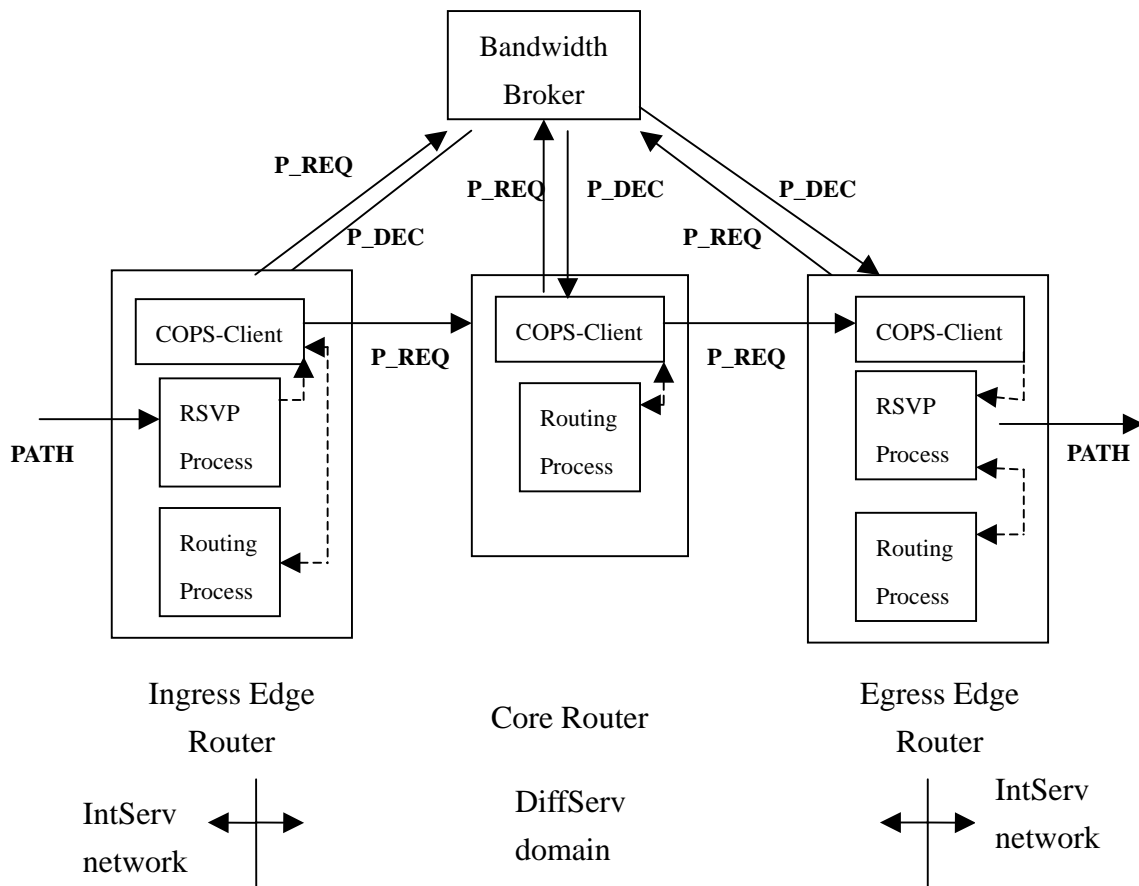 Bandwidth
Broker
P_REQ
P_REQ
P_DEC
P_DEC
P_DEC
P_REQ
COPS-Client
COPS-Client
COPS-Client
P_REQ
P_REQ
RSVP
Process
PATH
Routing
Process
RSVP
Process
PATH
Routing
Process
Routing
Process
Ingress Edge
Router
Core Router
Egress Edge
Router
IntServ
network
DiffServ
domain
IntServ
network